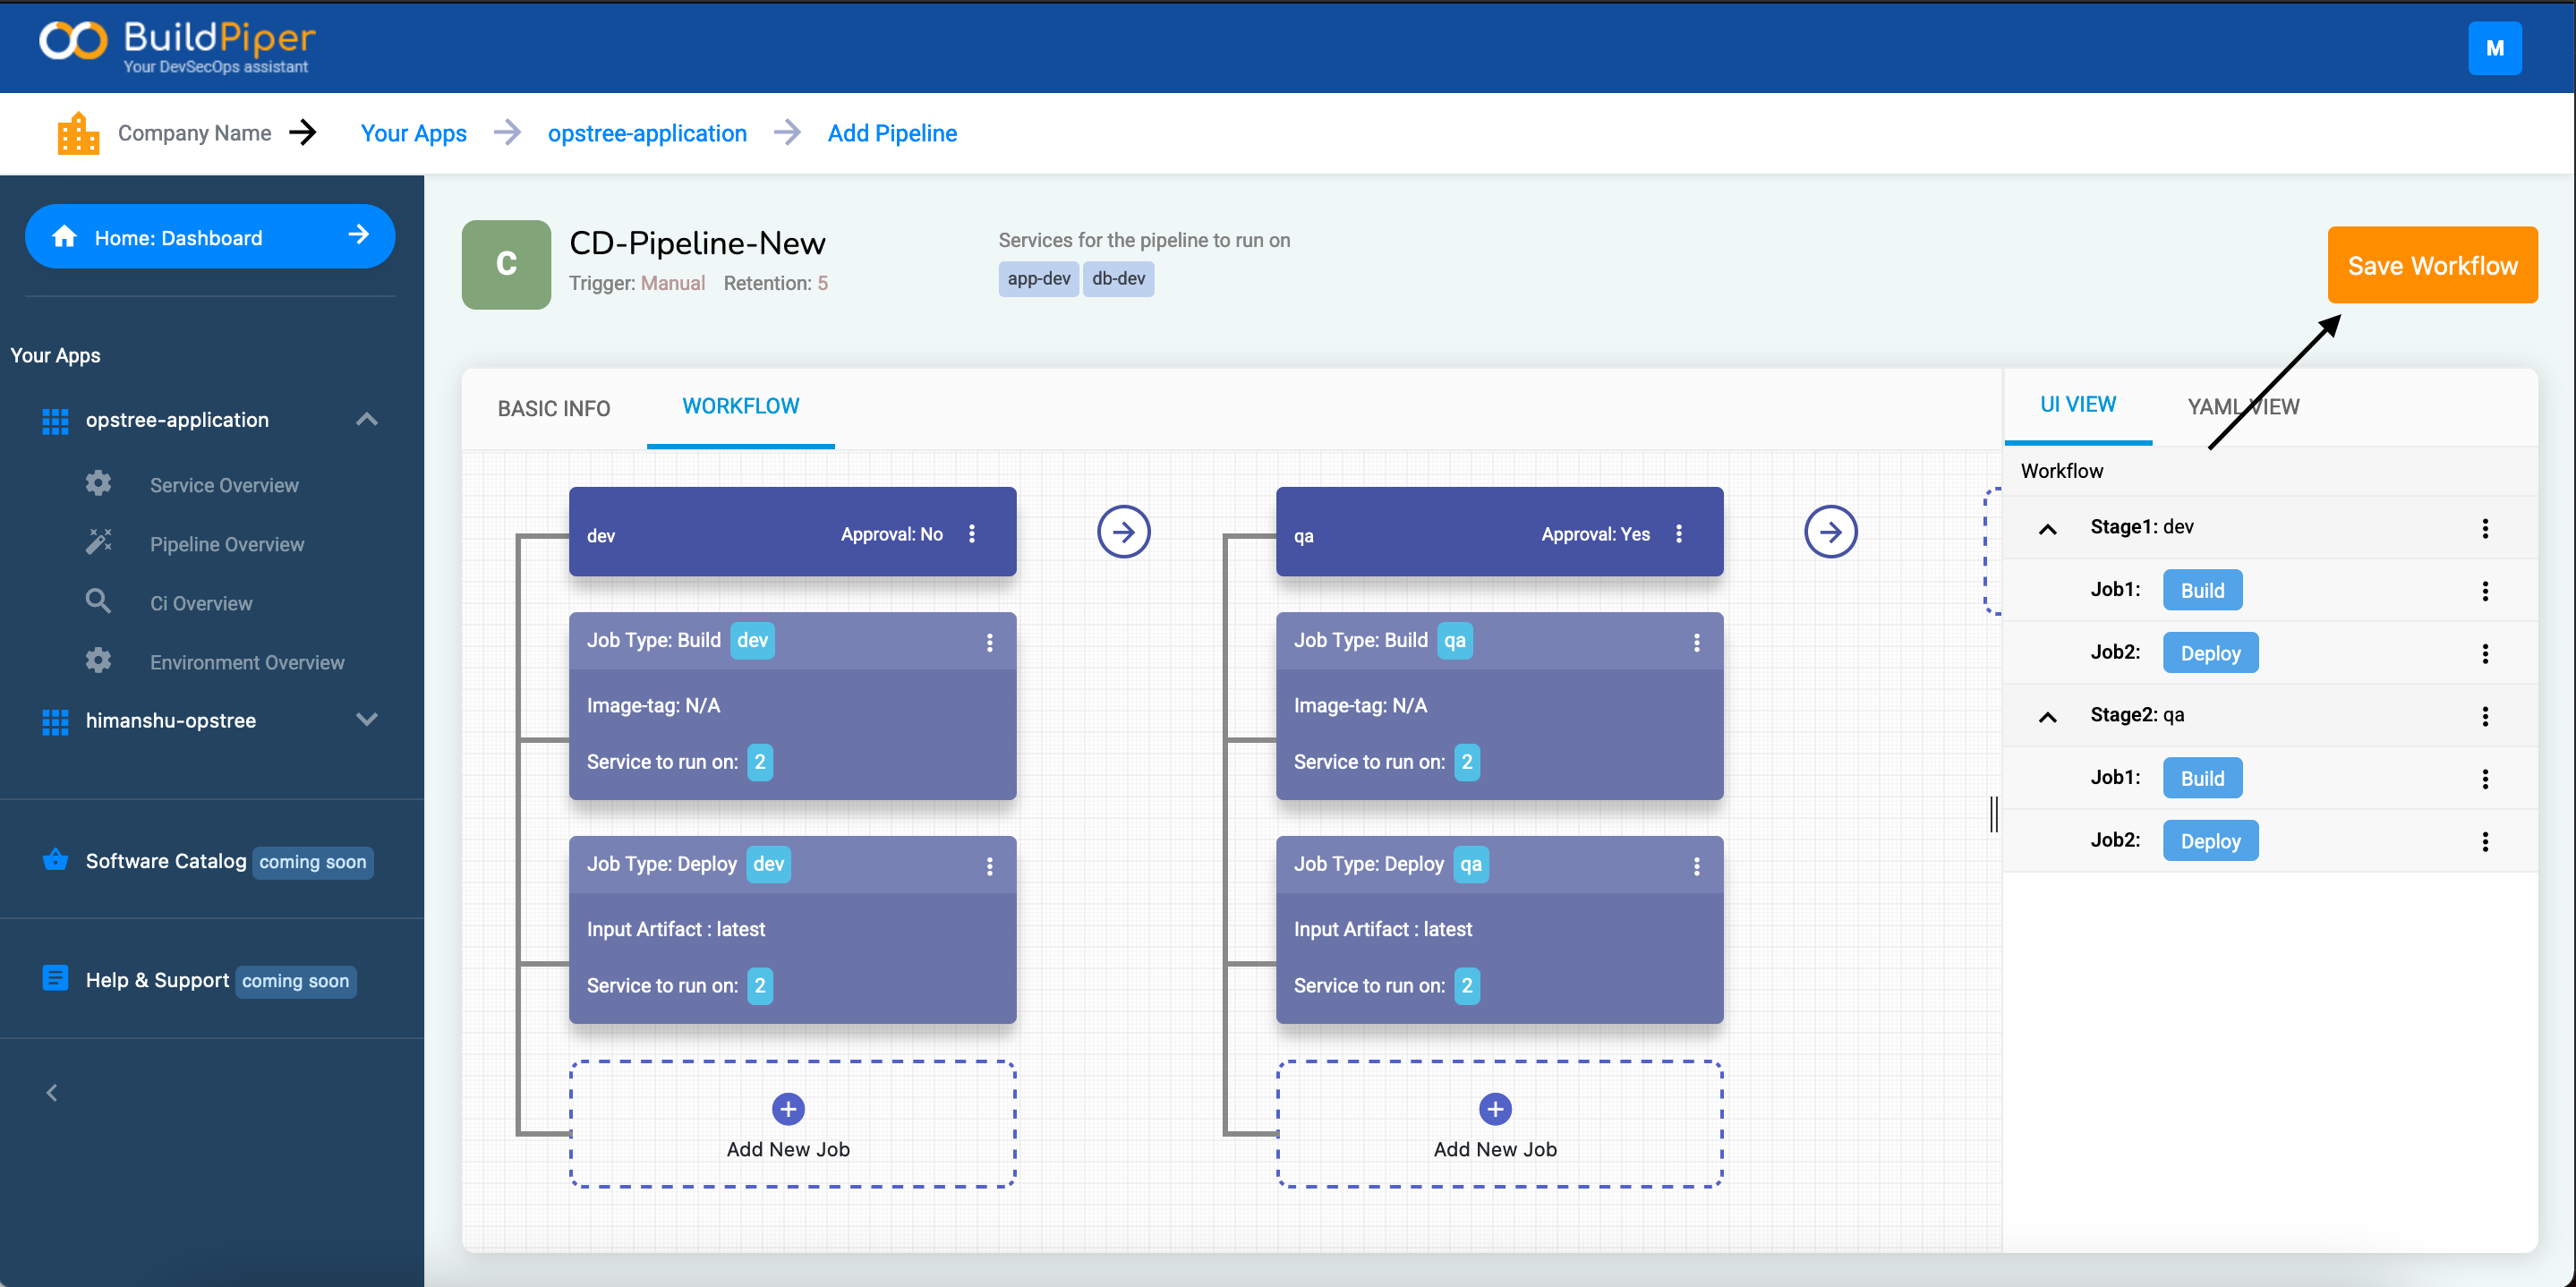 BuildPiper
Your DevSecOps assistant
M
Company Name
Your Apps
opstree-application
Add Pipeline
Home: Dashboard
Your Apps
opstree-application
Service Overview
Pipeline Overview
Ci Overview
Environment Overview
himanshu-opstree
Software Catalog coming soon
Help & Support coming soon
C
CD-Pipeline-New
Trigger: Manual Retention: 5
Services for the pipeline to run on
app-dev db-dev
Save Workflow
BASIC INFO
WORKFLOW
dev
Approval: No
Job Type: Build dev
Image-tag: N/A
Service to run on: 2
Job Type: Deploy dev
Input Artifact : latest
Service to run on: 2
Add New Job
qa
Approval: Yes
Job Type: Build qa
Image-tag: N/A
Service to run on: 2
Job Type: Deploy qa
Input Artifact : latest
Service to run on: 2
Add New Job
UI VIEW
YAML VIEW
Workflow
Stage1: dev
Job1: Build
Job2: Deploy
Stage2: qa
Job1: Build
Job2: Deploy